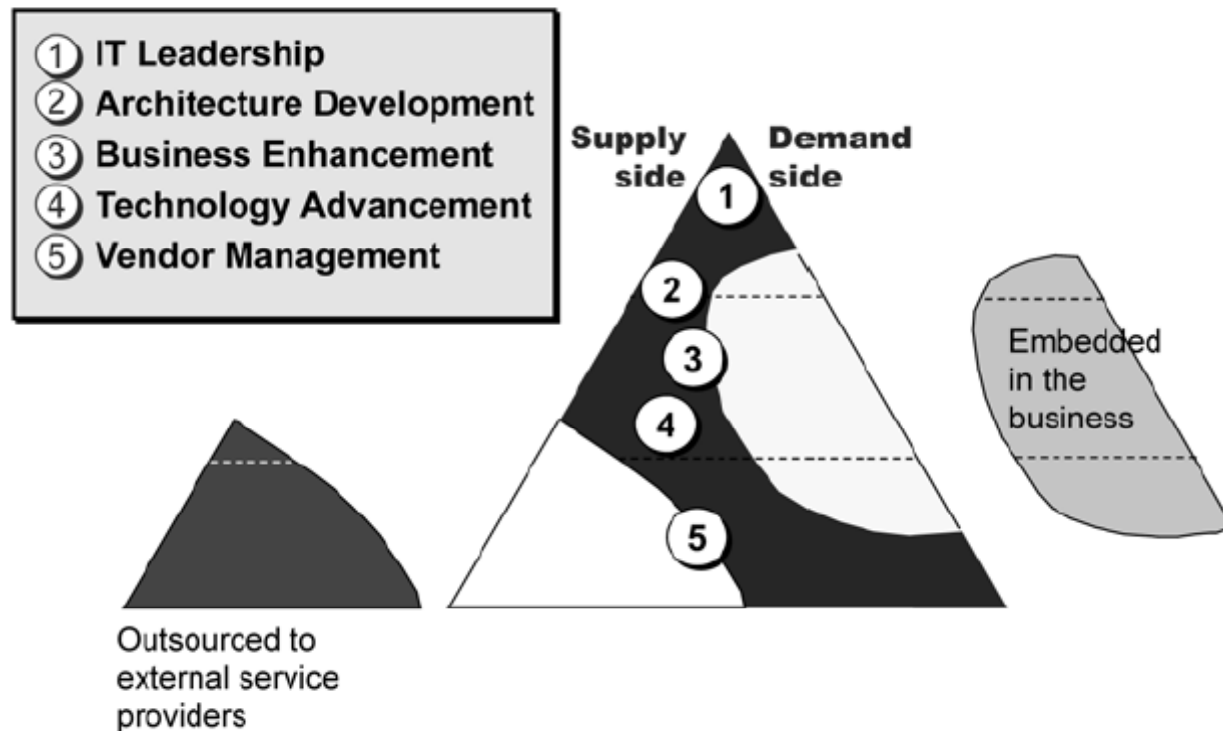 1 IT Leadership
2 Architecture Development
3 Business Enhancement
4 Technology Advancement
5 Vendor Management
Supply side
Demand side
1
2
3
4
5
Embedded
in the
business
Outsourced to
external service
providers